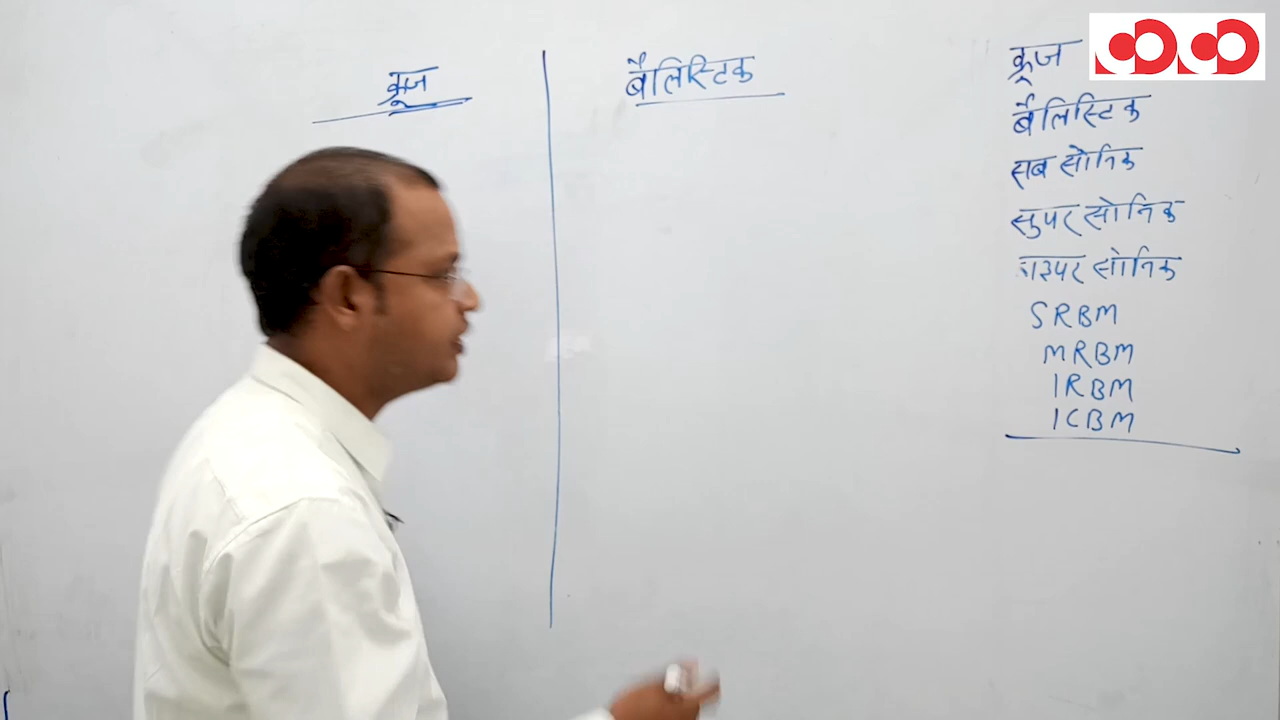 क्रूज
बैलिस्टिक
क्रूज
बैलिस्टिक
सब सोनिक
सुपर सोनिक
हाइपर सोनिक
SRBM
MRBM
IRBM
ICBM